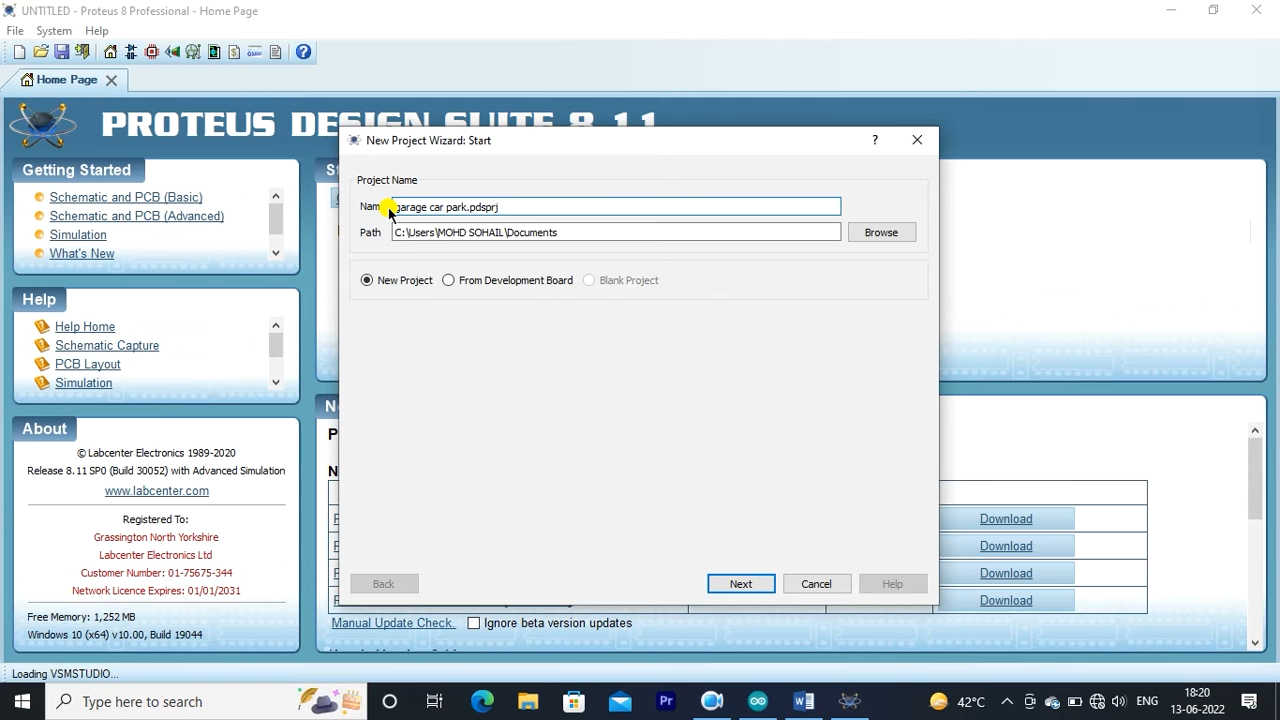 UNTITLED - Proteus 8 Professional - Home Page
File System Help
Home Page
PROTEUS DESIGN SUITE 8.11
Getting Started
Schematic and PCB (Basic)
Schematic and PCB (Advanced)
Simulation
What's New
Help
Help Home
Schematic Capture
PCB Layout
Simulation
About
© Labcenter Electronics 1989-2020
Release 8.11 SP0 (Build 30052) with Advanced Simulation
www.labcenter.com
Registered To:
Grassington North Yorkshire
Labcenter Electronics Ltd
Customer Number: 01-75675-344
Network Licence Expires: 01/01/2031
Free Memory: 1,252 MB
Windows 10 (x64) v10.00, Build 19044
New Project Wizard: Start
?
Project Name
garage car park.pdsprj
Path C:\Users\MOHD SOHAIL\Documents Browse
New Project From Development Board Blank Project
Back Next Cancel Help
Download
Download
Download
Download
Manual Update Check. Ignore beta version updates
Loading VSMSTUDIO...
Type here to search
Pr
W
42°C
ENG
18:20
13-06-2022